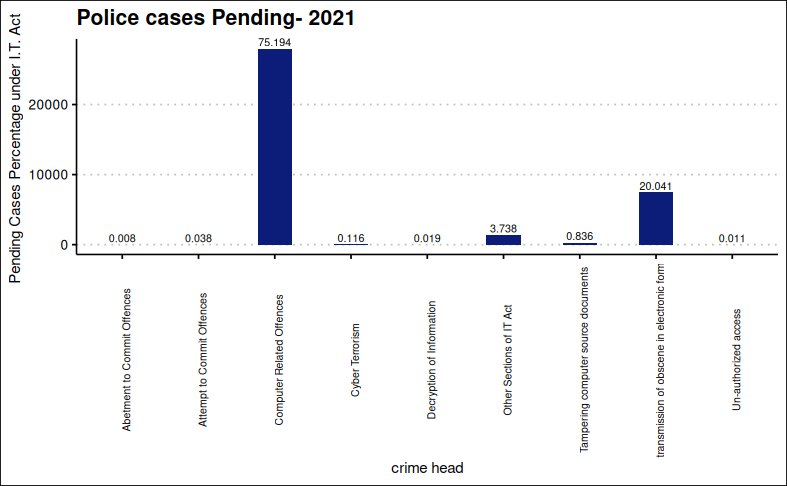 Police cases Pending- 2021
Pending Cases Percentage under I.T. Act
20000
10000
0
0.008
0.038
75.194
0.116
0.019
3.738
0.836
20.041
0.011
Abetment to Commit Offences
Attempt to Commit Offences
Computer Related Offences
Cyber Terrorism
Decryption of Information
Other Sections of IT Act
Tampering computer source documents
transmission of obscene in electronic form
Un-authorized access
crime head